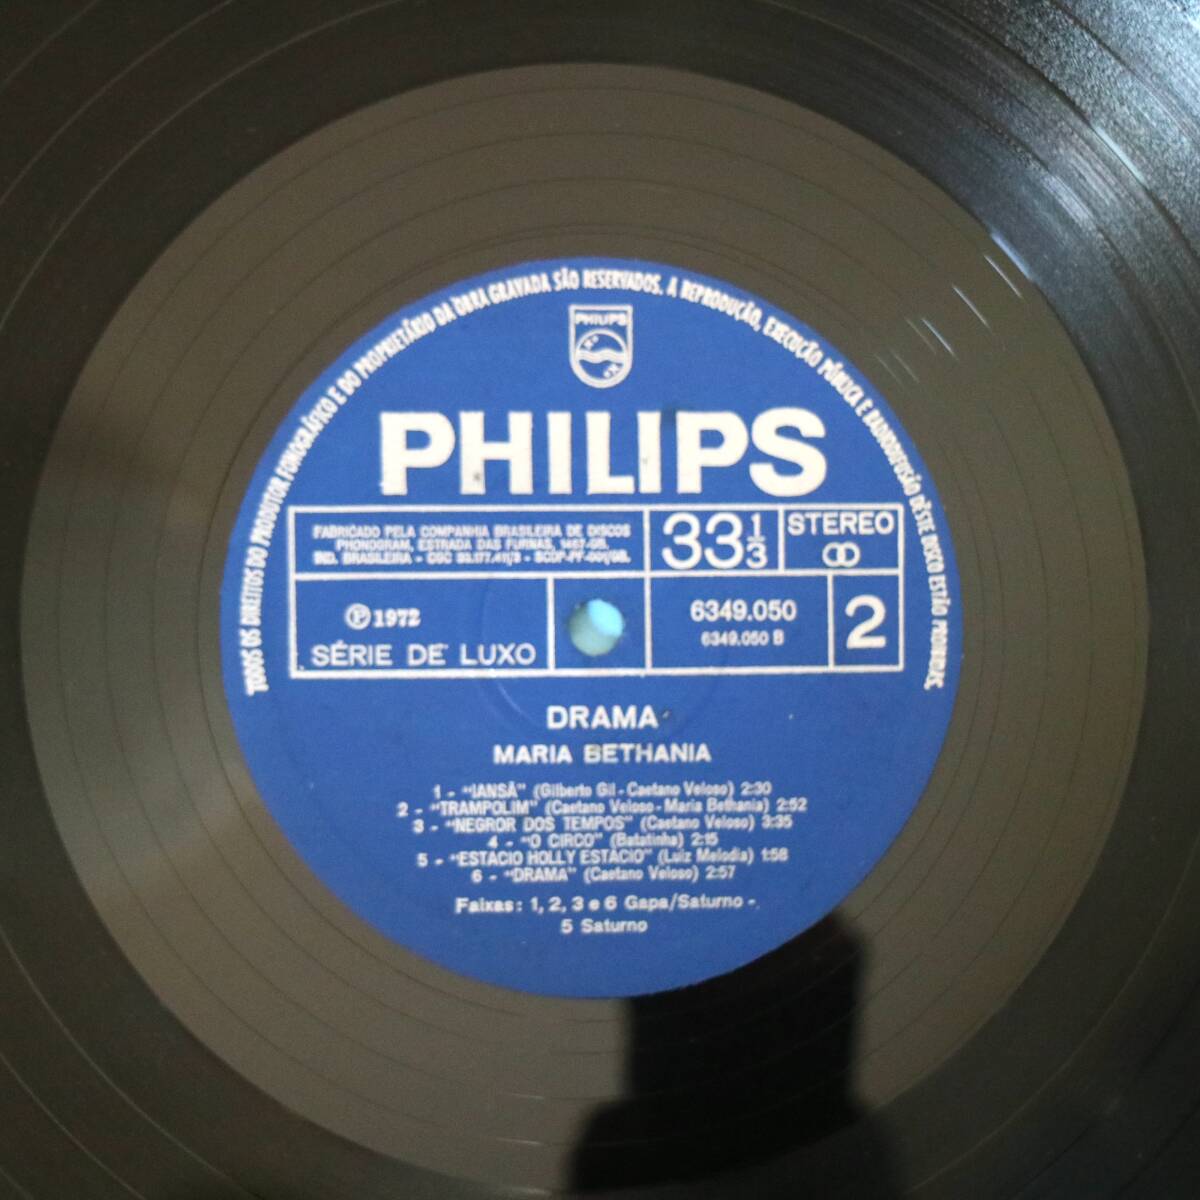 TODOS OS DIREITOS DO PRODUTOR FONOGRÁFICO E DO PROPRIETÁRIO DA OBRA GRAVADA SÃO RESERVADOS. A REPRODUÇÃO, EXECUÇÃO PÚBLICA E RADIODIFUSÃO DÊSTE DISCO ESTÃO PROIBIDAS.
PHILIPS
PHILIPS
FABRICADO PELA COMPANHIA BRASILEIRA DE DISCOS
PHONOGRAM, ESTRADA DAS FURNAS,
IND. BRASILEIRA - CGC
33 1/3
STEREO
℗ 1972
SÉRIE DE LUXO
6349.050
6349.050 B
2
DRAMA
MARIA BETHANIA
1 - "IANSÃ" (Gilberto Gil - Caetano Veloso) 2:30
2 - "TRAMPOLIM" (Caetano Veloso - Maria Bethania) 2:52
3 - "NEGROR DOS TEMPOS" (Caetano Veloso) 3:35
4 - "O CIRCO" (Batatinha) 2:15
5 - "ESTACIO HOLLY ESTACIO" (Luiz Melodia) 1:58
6 - "DRAMA" (Caetano Veloso) 2:57
Faixas: 1, 2, 3 e 6 Gapa/Saturno -
5 Saturno